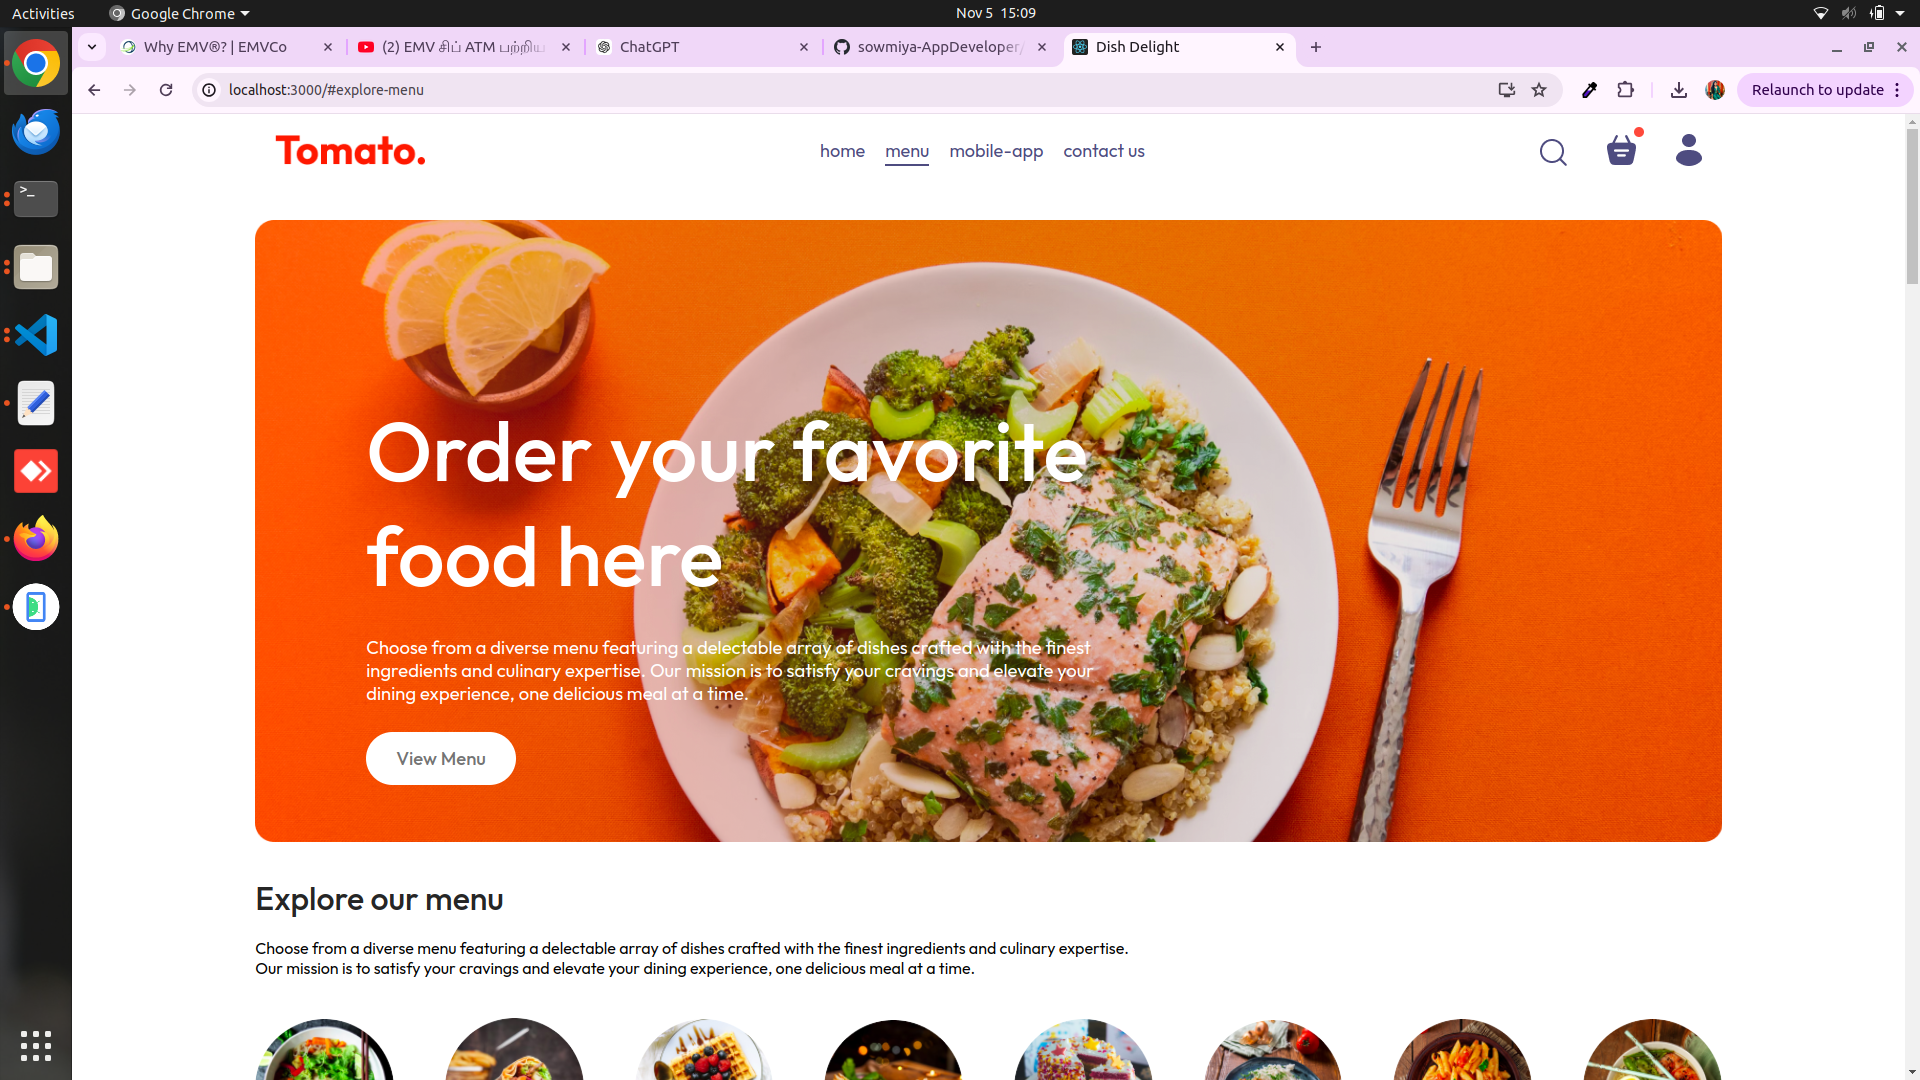 Activities
Google Chrome
Nov 5 15:09
Why EMV®? | EMVCo
(2) EMV சிப் ATM பற்றிய
ChatGPT
sowmiya-AppDeveloper/
Dish Delight
localhost:3000/#explore-menu
Relaunch to update
Tomato.
home
menu
mobile-app
contact us
Order your favorite
food here
Choose from a diverse menu featuring a delectable array of dishes crafted with the finest
ingredients and culinary expertise. Our mission is to satisfy your cravings and elevate your
dining experience, one delicious meal at a time.
View Menu
Explore our menu
Choose from a diverse menu featuring a delectable array of dishes crafted with the finest ingredients and culinary expertise.
Our mission is to satisfy your cravings and elevate your dining experience, one delicious meal at a time.